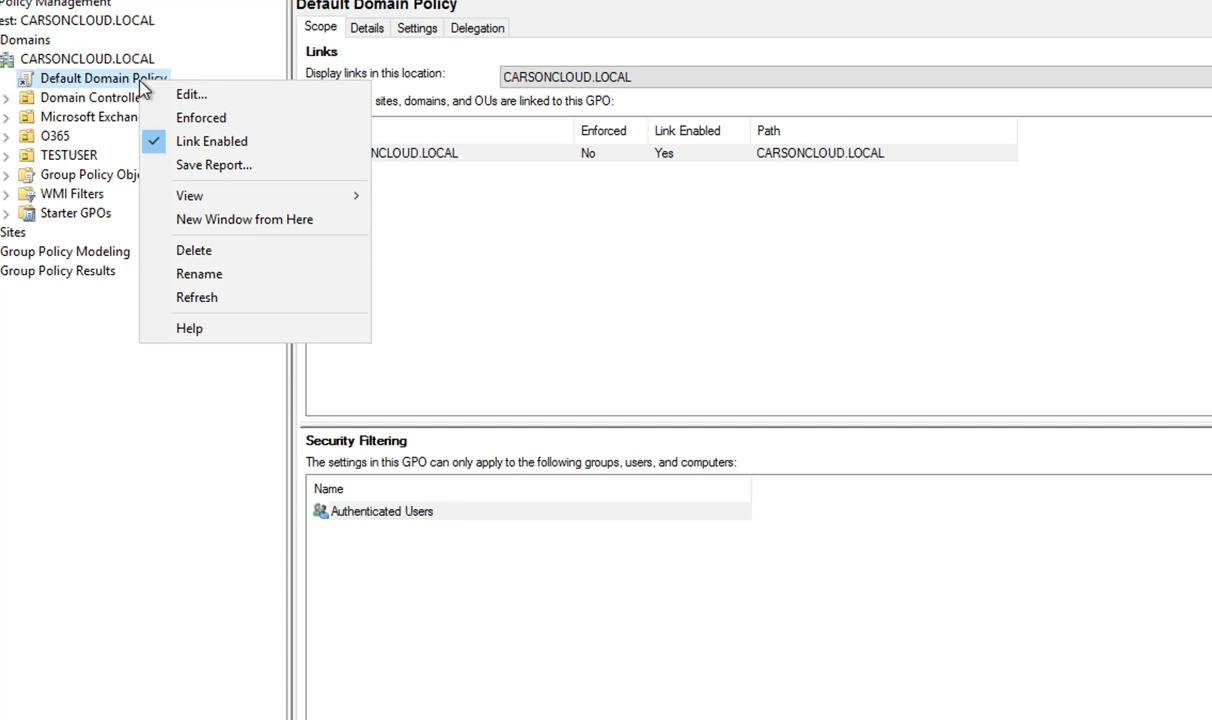 Policy Management
est: CARSONCLOUD.LOCAL
Domains
CARSONCLOUD.LOCAL
Default Domain Policy
Domain Controlle
Microsoft Exchan
O365
TESTUSER
Group Policy Obj
WMI Filters
Starter GPOs
Sites
Group Policy Modeling
Group Policy Results
Edit...
Enforced
Link Enabled
Save Report...
View
New Window from Here
Delete
Rename
Refresh
Help
Default Domain Policy
Scope Details Settings Delegation
Links
Display links in this location: CARSONCLOUD.LOCAL
sites, domains, and OUs are linked to this GPO:
Enforced Link Enabled Path
NCLOUD.LOCAL No Yes CARSONCLOUD.LOCAL
Security Filtering
The settings in this GPO can only apply to the following groups, users, and computers:
Name
Authenticated Users